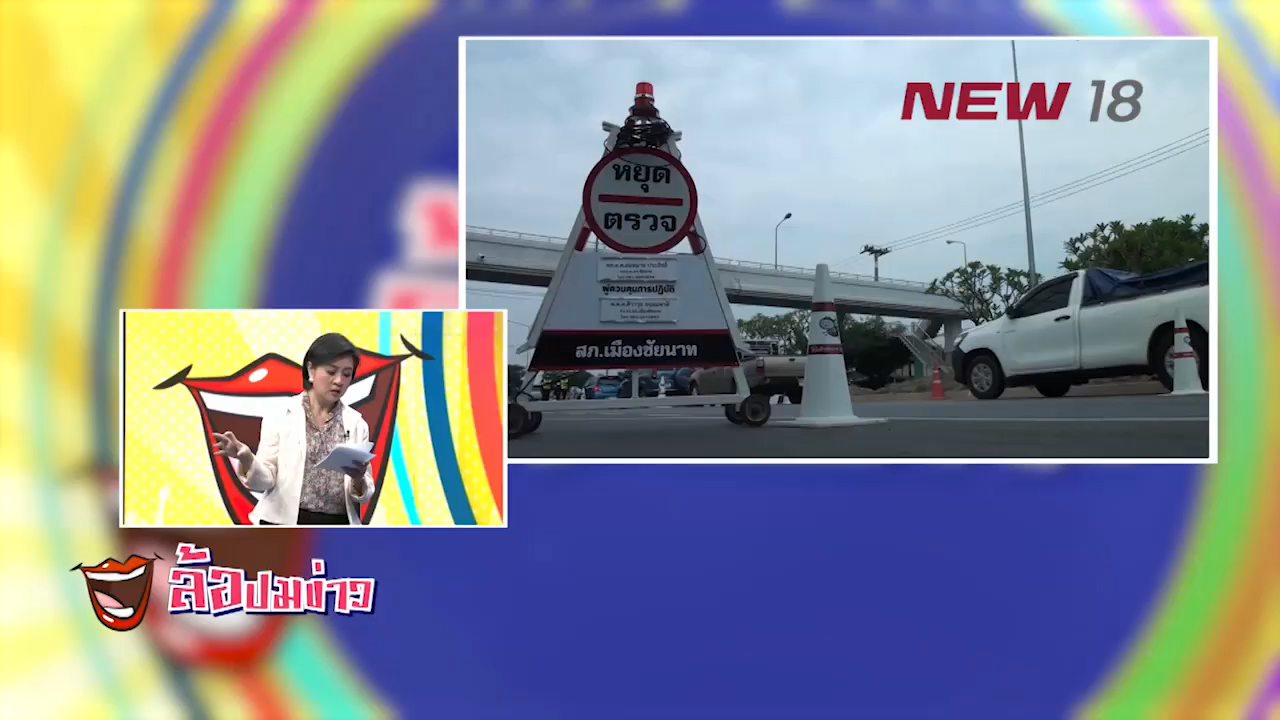 NEW 18
หยุด
ตรวจ
ผู้ควบคุมการปฏิบัติ
สภ.เมืองชัยนาท
ล้อปมข่าว